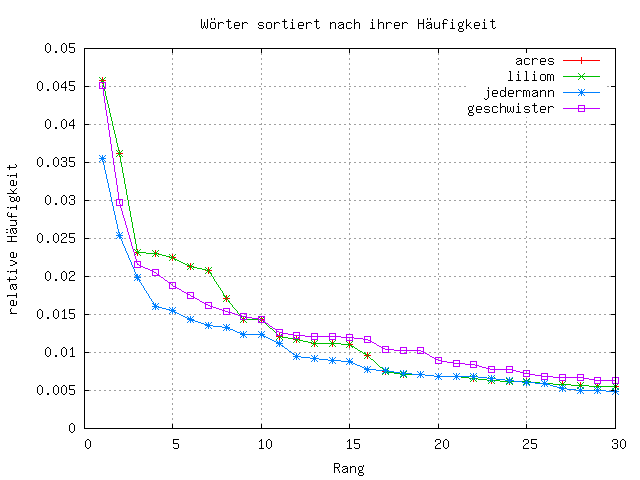 Wörter sortiert nach ihrer Häufigkeit
acres
liliom
jedermann
geschwister
relative Häufigkeit
0.05
0.045
0.04
0.035
0.03
0.025
0.02
0.015
0.01
0.005
0
0 5 10 15 20 25 30
Rang